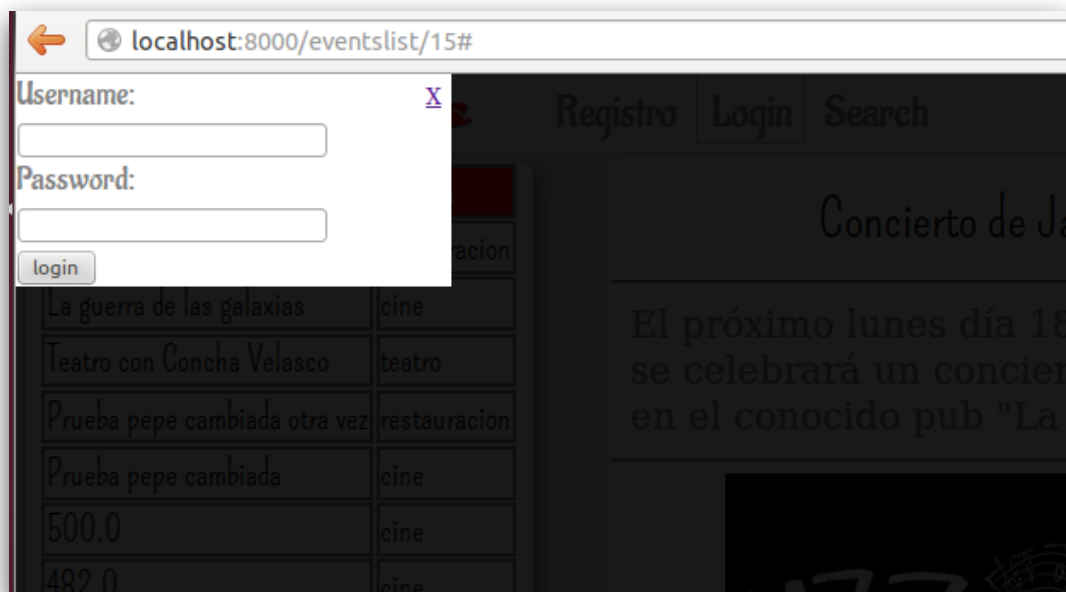 localhost:8000/eventslist/15#
Username:
X
Password:
login
Registro Login Search
racion
La guerra de las galaxias cine
Teatro con Concha Velasco teatro
Prueba pepe cambiada otra vez restauracion
Prueba pepe cambiada cine
500.0 cine
482.0 cine
Concierto de Ja
El próximo lunes día 18
se celebrará un concier
en el conocido pub "La